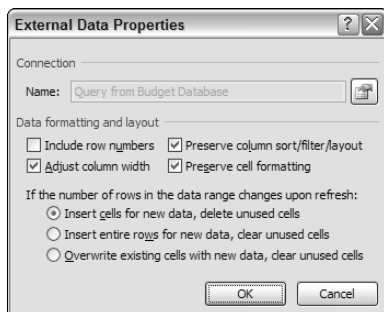 External Data Properties
Connection
Name: Query from Budget Database
Data formatting and layout
Include row numbers Preserve column sort/filter/layout
Adjust column width Preserve cell formatting
If the number of rows in the data range changes upon refresh:
Insert cells for new data, delete unused cells
Insert entire rows for new data, clear unused cells
Overwrite existing cells with new data, clear unused cells
OK Cancel